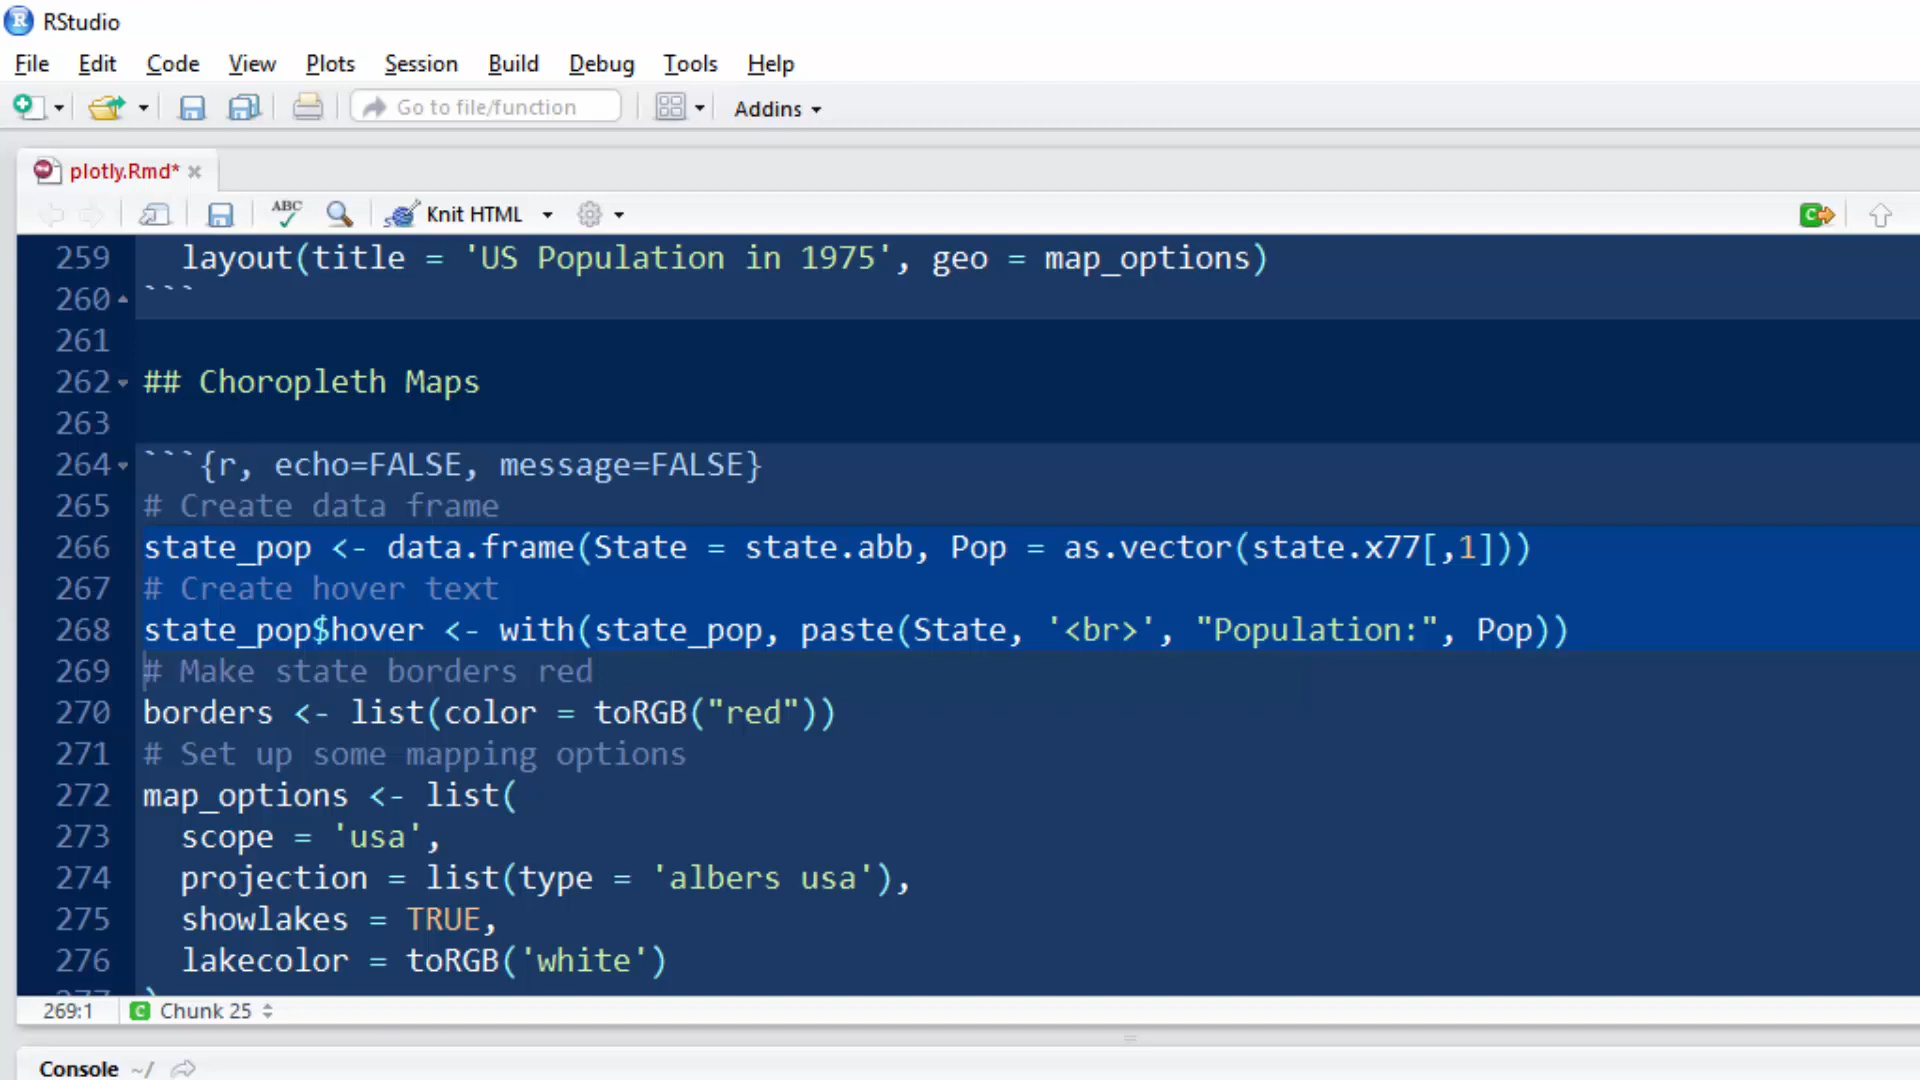 RStudio
File Edit Code View Plots Session Build Debug Tools Help
Go to file/function Addins
plotly.Rmd*
ABC Knit HTML
259 layout(title = 'US Population in 1975', geo = map_options)
260 ```
261
262 ## Choropleth Maps
263
264 ```{r, echo=FALSE, message=FALSE}
265 # Create data frame
266 state_pop <- data.frame(State = state.abb, Pop = as.vector(state.x77[,1]))
267 # Create hover text
268 state_pop$hover <- with(state_pop, paste(State, '<br>', "Population:", Pop))
269 # Make state borders red
270 borders <- list(color = toRGB("red"))
271 # Set up some mapping options
272 map_options <- list(
273 scope = 'usa',
274 projection = list(type = 'albers usa'),
275 showlakes = TRUE,
276 lakecolor = toRGB('white')
277 )
269:1 C Chunk 25
Console ~/